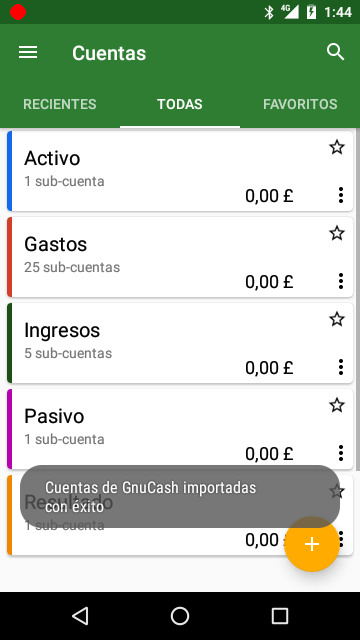 4G
1:44
Cuentas
RECIENTES TODAS FAVORITOS
Activo
1 sub-cuenta
0,00 £
Gastos
25 sub-cuentas
0,00 £
Ingresos
5 sub-cuentas
0,00 £
Pasivo
1 sub-cuenta
0,00 £
Cuentas de GnuCash importadas
con éxito
Resultado
1 sub-cuenta
0,00